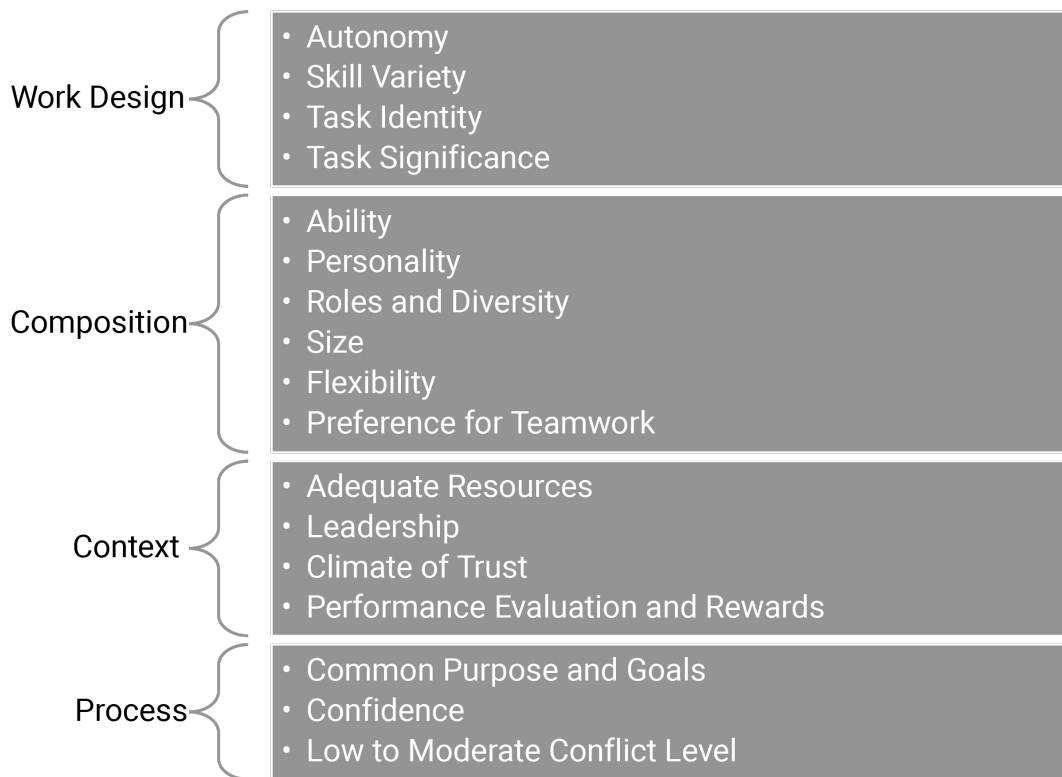 Work Design
• Autonomy
• Skill Variety
• Task Identity
• Task Significance
Composition
• Ability
• Personality
• Roles and Diversity
• Size
• Flexibility
• Preference for Teamwork
Context
• Adequate Resources
• Leadership
• Climate of Trust
• Performance Evaluation and Rewards
Process
• Common Purpose and Goals
• Confidence
• Low to Moderate Conflict Level